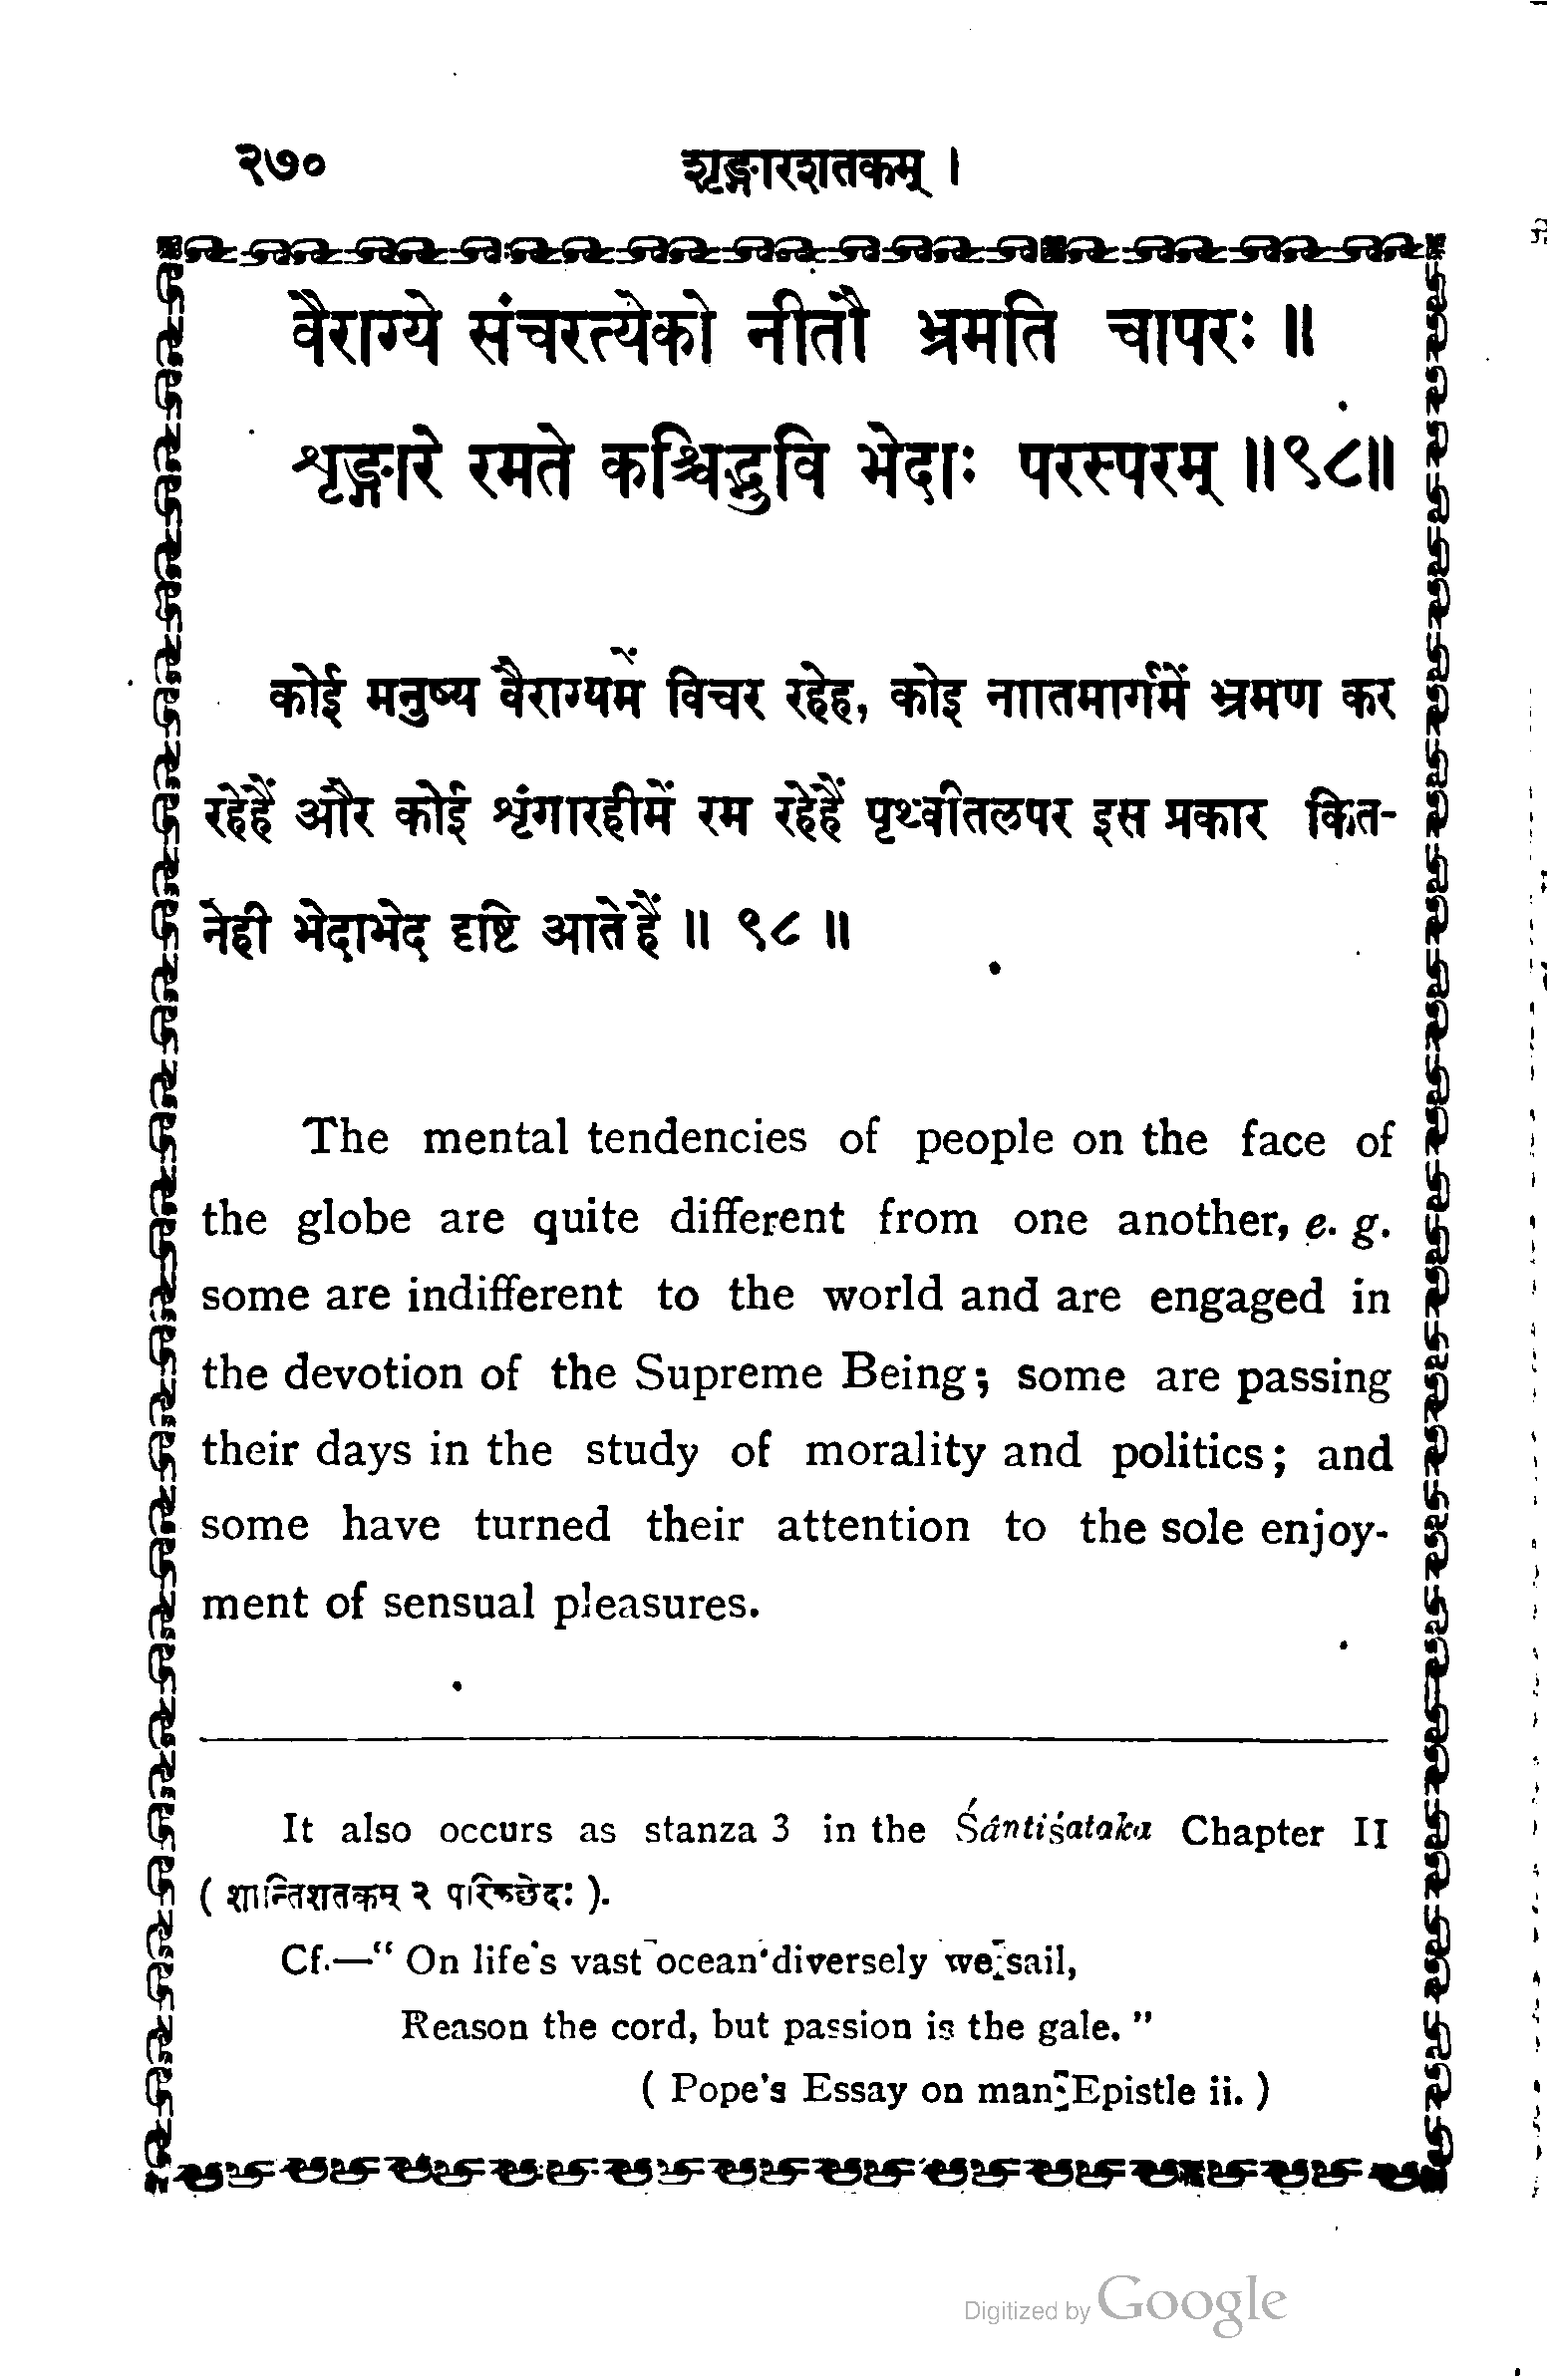 २७०
शृङ्गारशतकम् ।
वैराग्ये संचरत्येको नीतौ भ्रमति चापरः ॥
शृङ्गारे रमते कश्चिद्भुवि भेदाः परस्परम् ॥९८॥
कोई मनुष्य वैराग्यमें विचर रहेह, कोइ नाातमार्गमें भ्रमण कर
रहेहैं और कोई शृंगारहीमें रम रहेहैं पृथ्वीतलपर इस प्रकार कित-
नेही भेदाभेद दृष्टि आतेहैं ॥ ९८ ॥
The mental tendencies of people on the face of
the globe are quite different from one another, e. g.
some are indifferent to the world and are engaged in
the devotion of the Supreme Being; some are passing
their days in the study of morality and politics; and
some have turned their attention to the sole enjoy-
ment of sensual pleasures.
It also occurs as stanza 3 in the Śântiśataka Chapter II
( शान्तिशतकम् २ परिच्छेदः ).
Cf.—“ On life's vast ocean diversely we sail,
Reason the cord, but passion is the gale. ”
( Pope's Essay on man Epistle ii. )
Digitized by Google